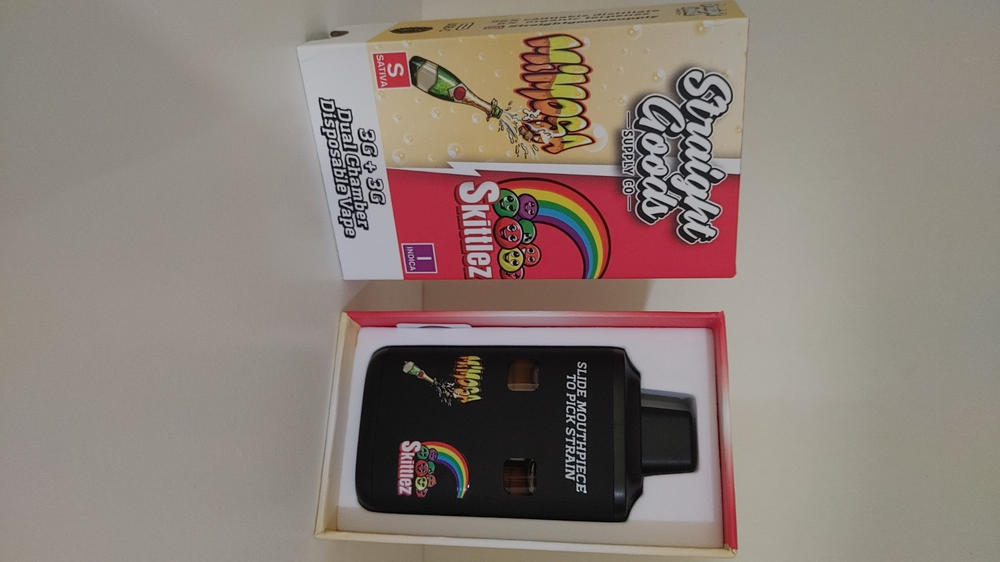 Straight
Goods
SUPPLY CO
MIMOSA
Skittlez
S
SATIVA
I
INDICA
3G + 3G
Dual Chamber
Disposable Vape
SLIDE MOUTHPIECE
TO PICK STRAIN
MIMOSA
Skittlez